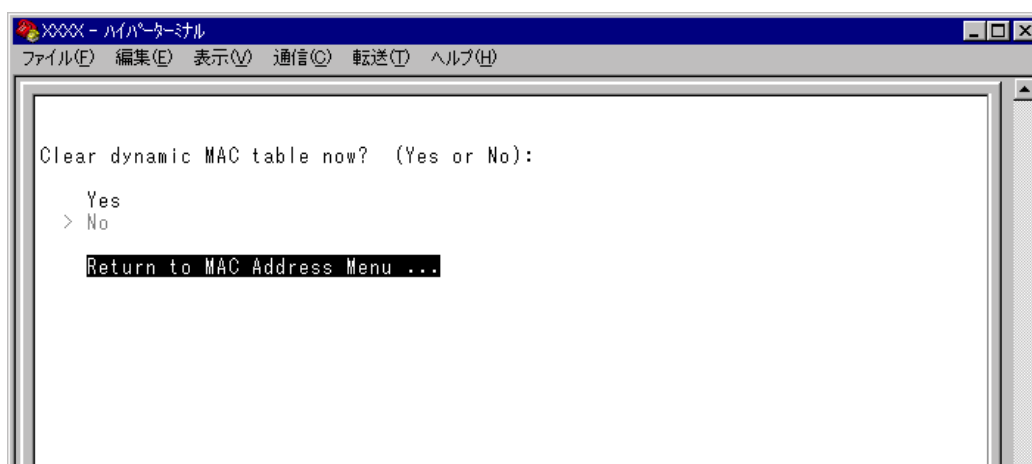 XXXX - ハイパーターミナル
ファイル(F) 編集(E) 表示(V) 通信(C) 転送(T) ヘルプ(H)
Clear dynamic MAC table now? (Yes or No):
Yes
> No
Return to MAC Address Menu ...